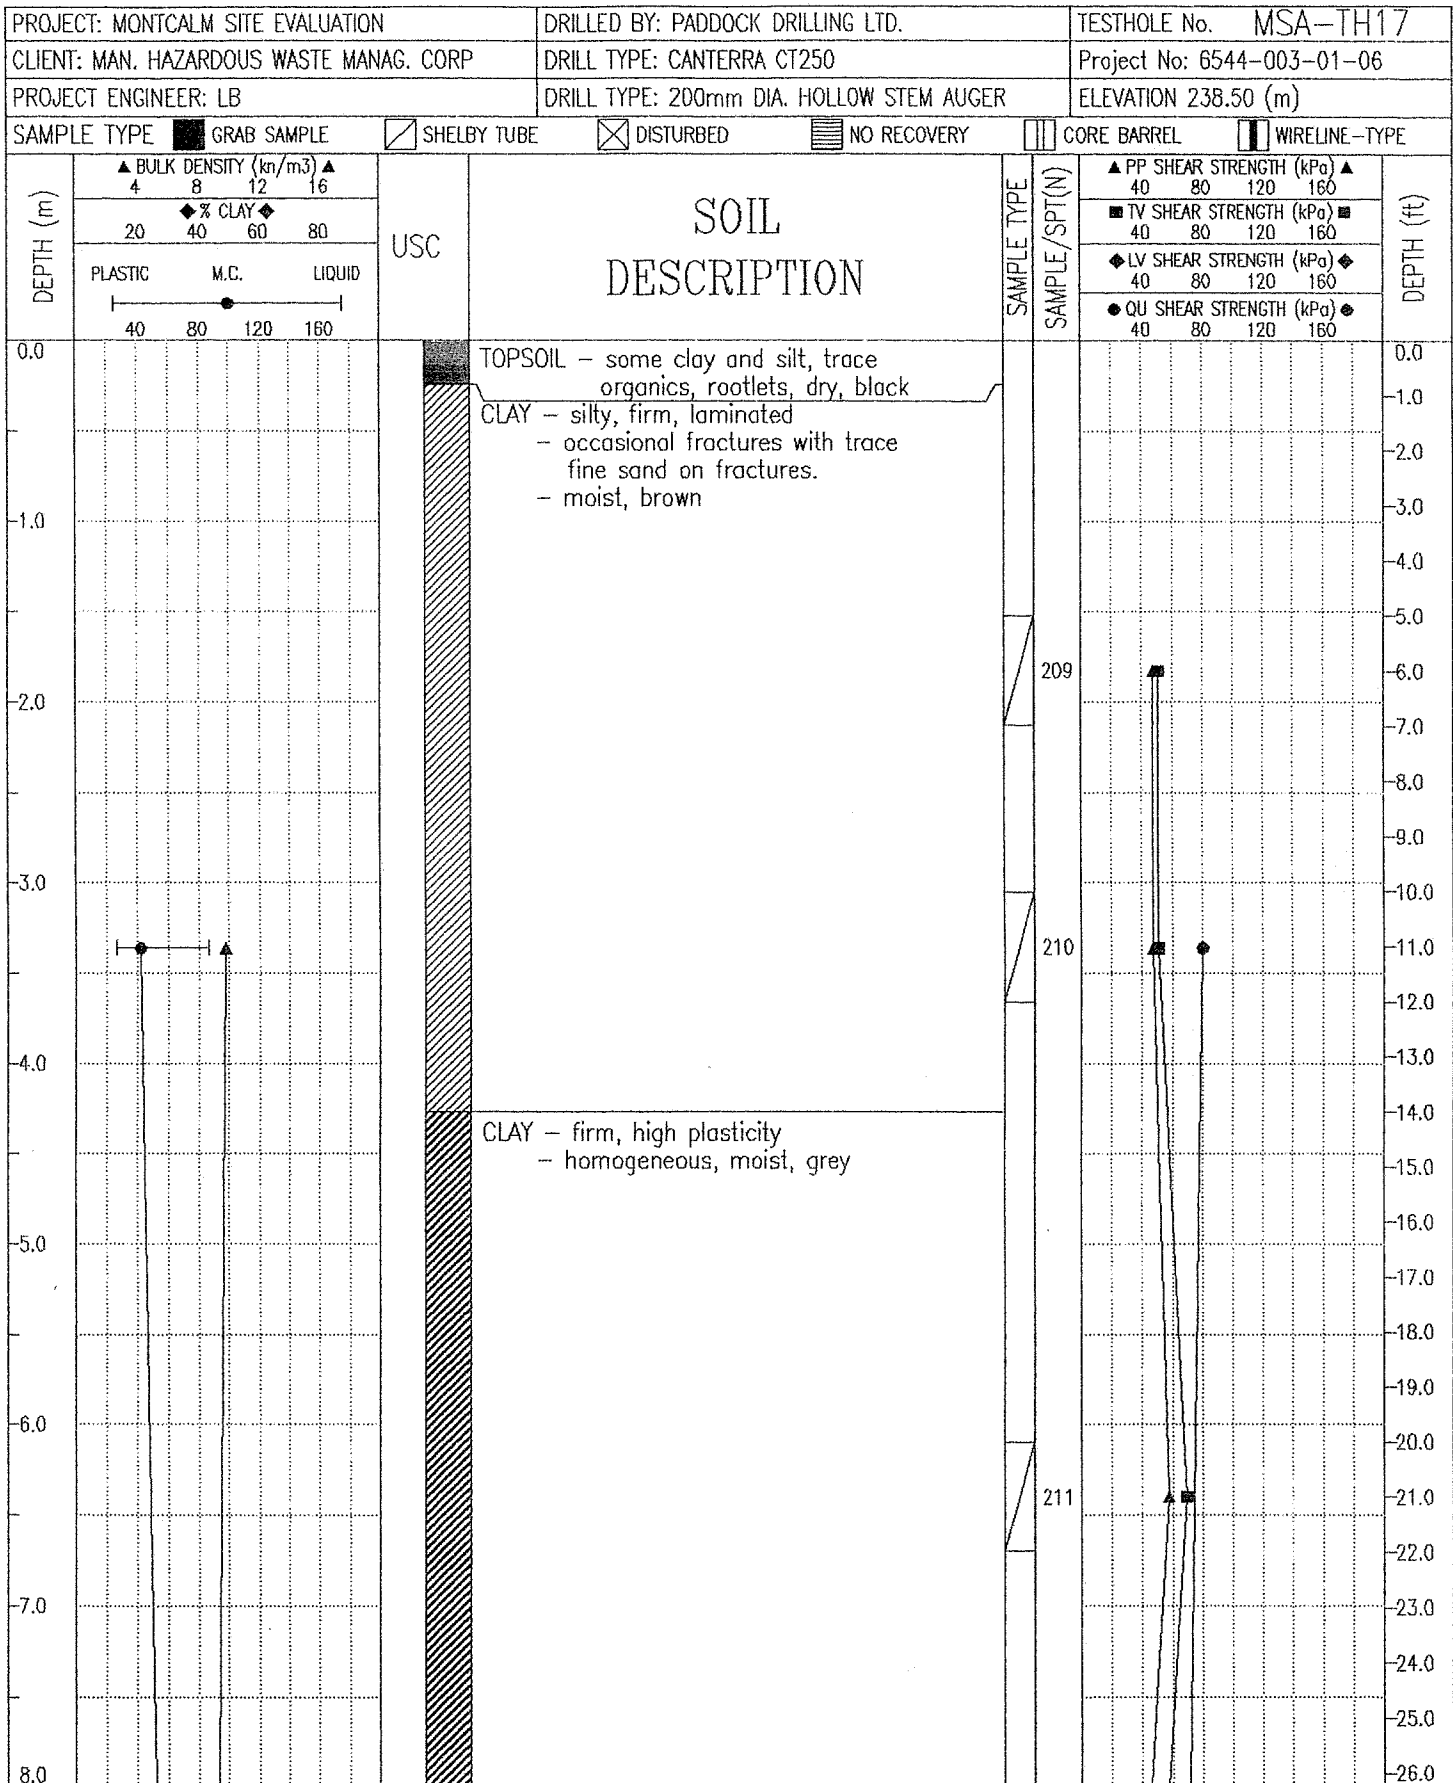 PROJECT: MONTCALM SITE EVALUATION
DRILLED BY: PADDOCK DRILLING LTD.
TESTHOLE No. MSA-TH17
CLIENT: MAN. HAZARDOUS WASTE MANAG. CORP
DRILL TYPE: CANTERRA CT250
Project No: 6544-003-01-06
PROJECT ENGINEER: LB
DRILL TYPE: 200mm DIA. HOLLOW STEM AUGER
ELEVATION 238.50 (m)
SAMPLE TYPE GRAB SAMPLE SHELBY TUBE DISTURBED NO RECOVERY CORE BARREL WIRELINE-TYPE
DEPTH (m)
▲ BULK DENSITY (kn/m3) ▲
4 8 12 16
◆ % CLAY ◆
20 40 60 80
PLASTIC M.C. LIQUID
40 80 120 160
USC
SOIL
DESCRIPTION
SAMPLE TYPE
SAMPLE/SPT(N)
▲ PP SHEAR STRENGTH (kPa) ▲
40 80 120 160
■ TV SHEAR STRENGTH (kPa) ■
40 80 120 160
◆ LV SHEAR STRENGTH (kPa) ◆
40 80 120 160
● QU SHEAR STRENGTH (kPa) ●
40 80 120 160
DEPTH (ft)
0.0
-1.0
-2.0
-3.0
-4.0
-5.0
-6.0
-7.0
8.0
TOPSOIL - some clay and silt, trace
organics, rootlets, dry, black
CLAY - silty, firm, laminated
- occasional fractures with trace
fine sand on fractures.
- moist, brown
CLAY - firm, high plasticity
- homogeneous, moist, grey
209
210
211
0.0
-1.0
-2.0
-3.0
-4.0
-5.0
-6.0
-7.0
-8.0
-9.0
-10.0
-11.0
-12.0
-13.0
-14.0
-15.0
-16.0
-17.0
-18.0
-19.0
-20.0
-21.0
-22.0
-23.0
-24.0
-25.0
-26.0